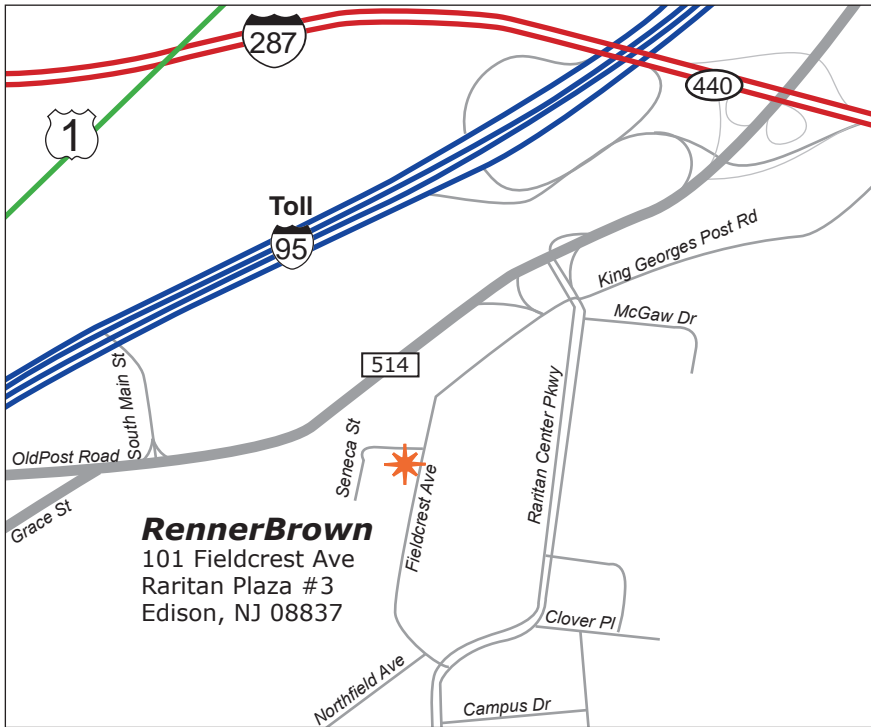 287
440
1
Toll
95
King Georges Post Rd
McGaw Dr
514
South Main St
Raritan Center Pkwy
OldPost Road
Seneca St
Fieldcrest Ave
Grace St
RennerBrown
101 Fieldcrest Ave
Raritan Plaza #3
Edison, NJ 08837
Clover Pl
Northfield Ave
Campus Dr